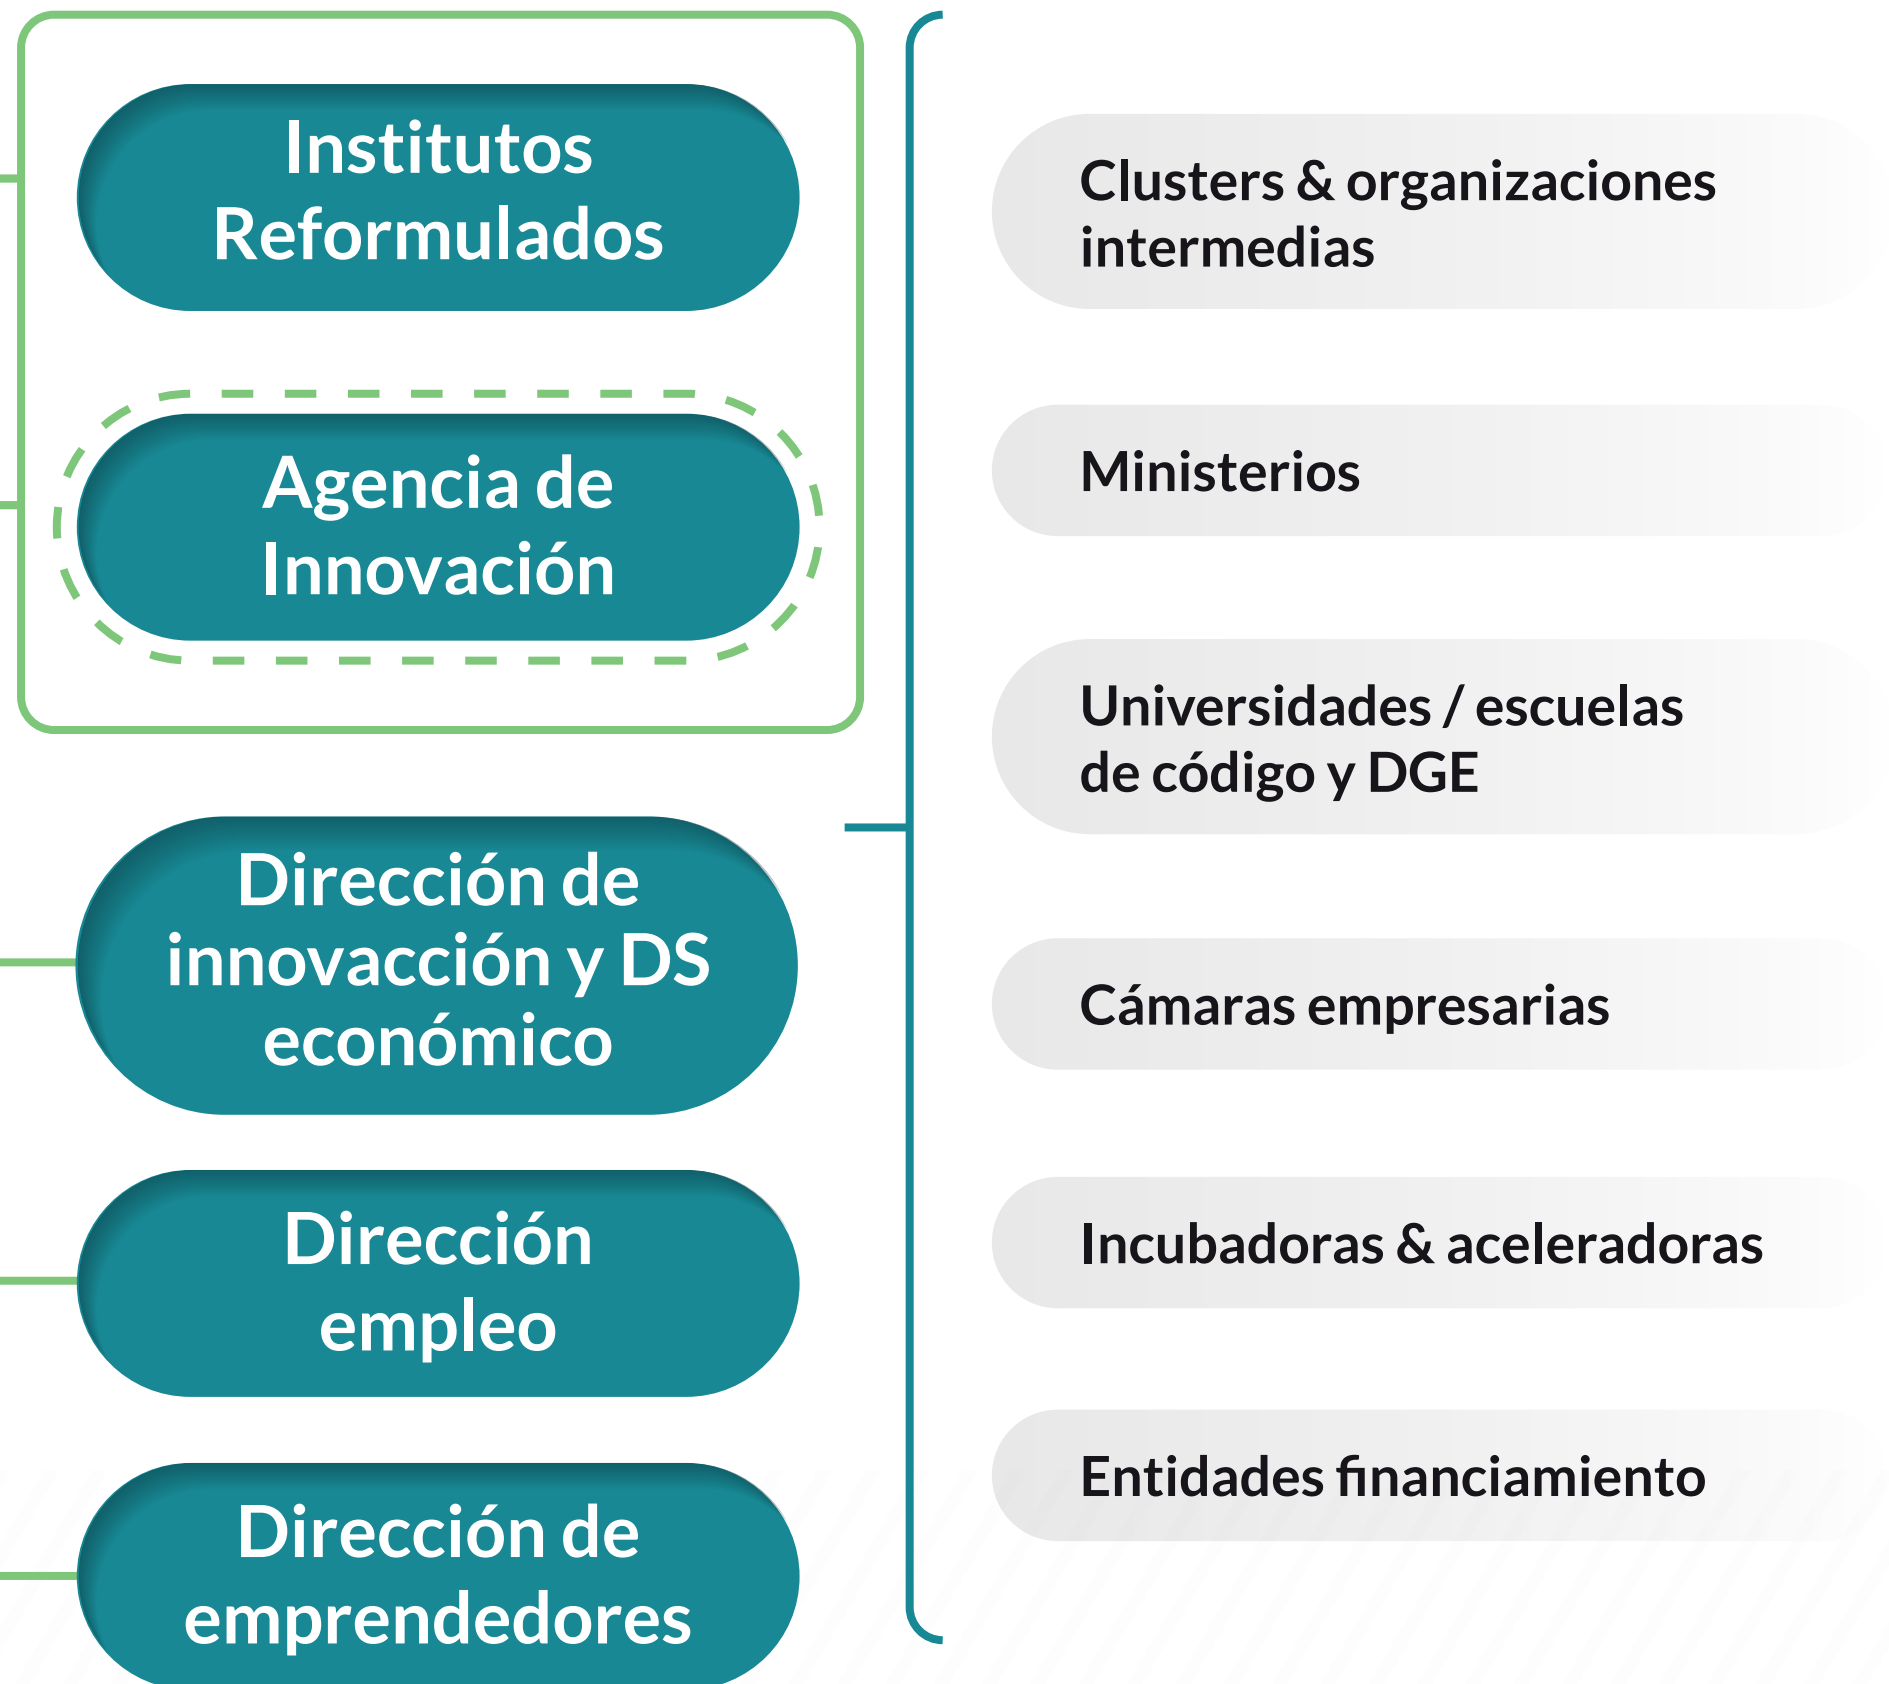 Institutos
Reformulados
Agencia de
Innovación
Dirección de
innovacción y DS
económico
Dirección
empleo
Dirección de
emprendedores
Clusters & organizaciones
intermedias
Ministerios
Universidades / escuelas
de código y DGE
Cámaras empresarias
Incubadoras & aceleradoras
Entidades financiamiento